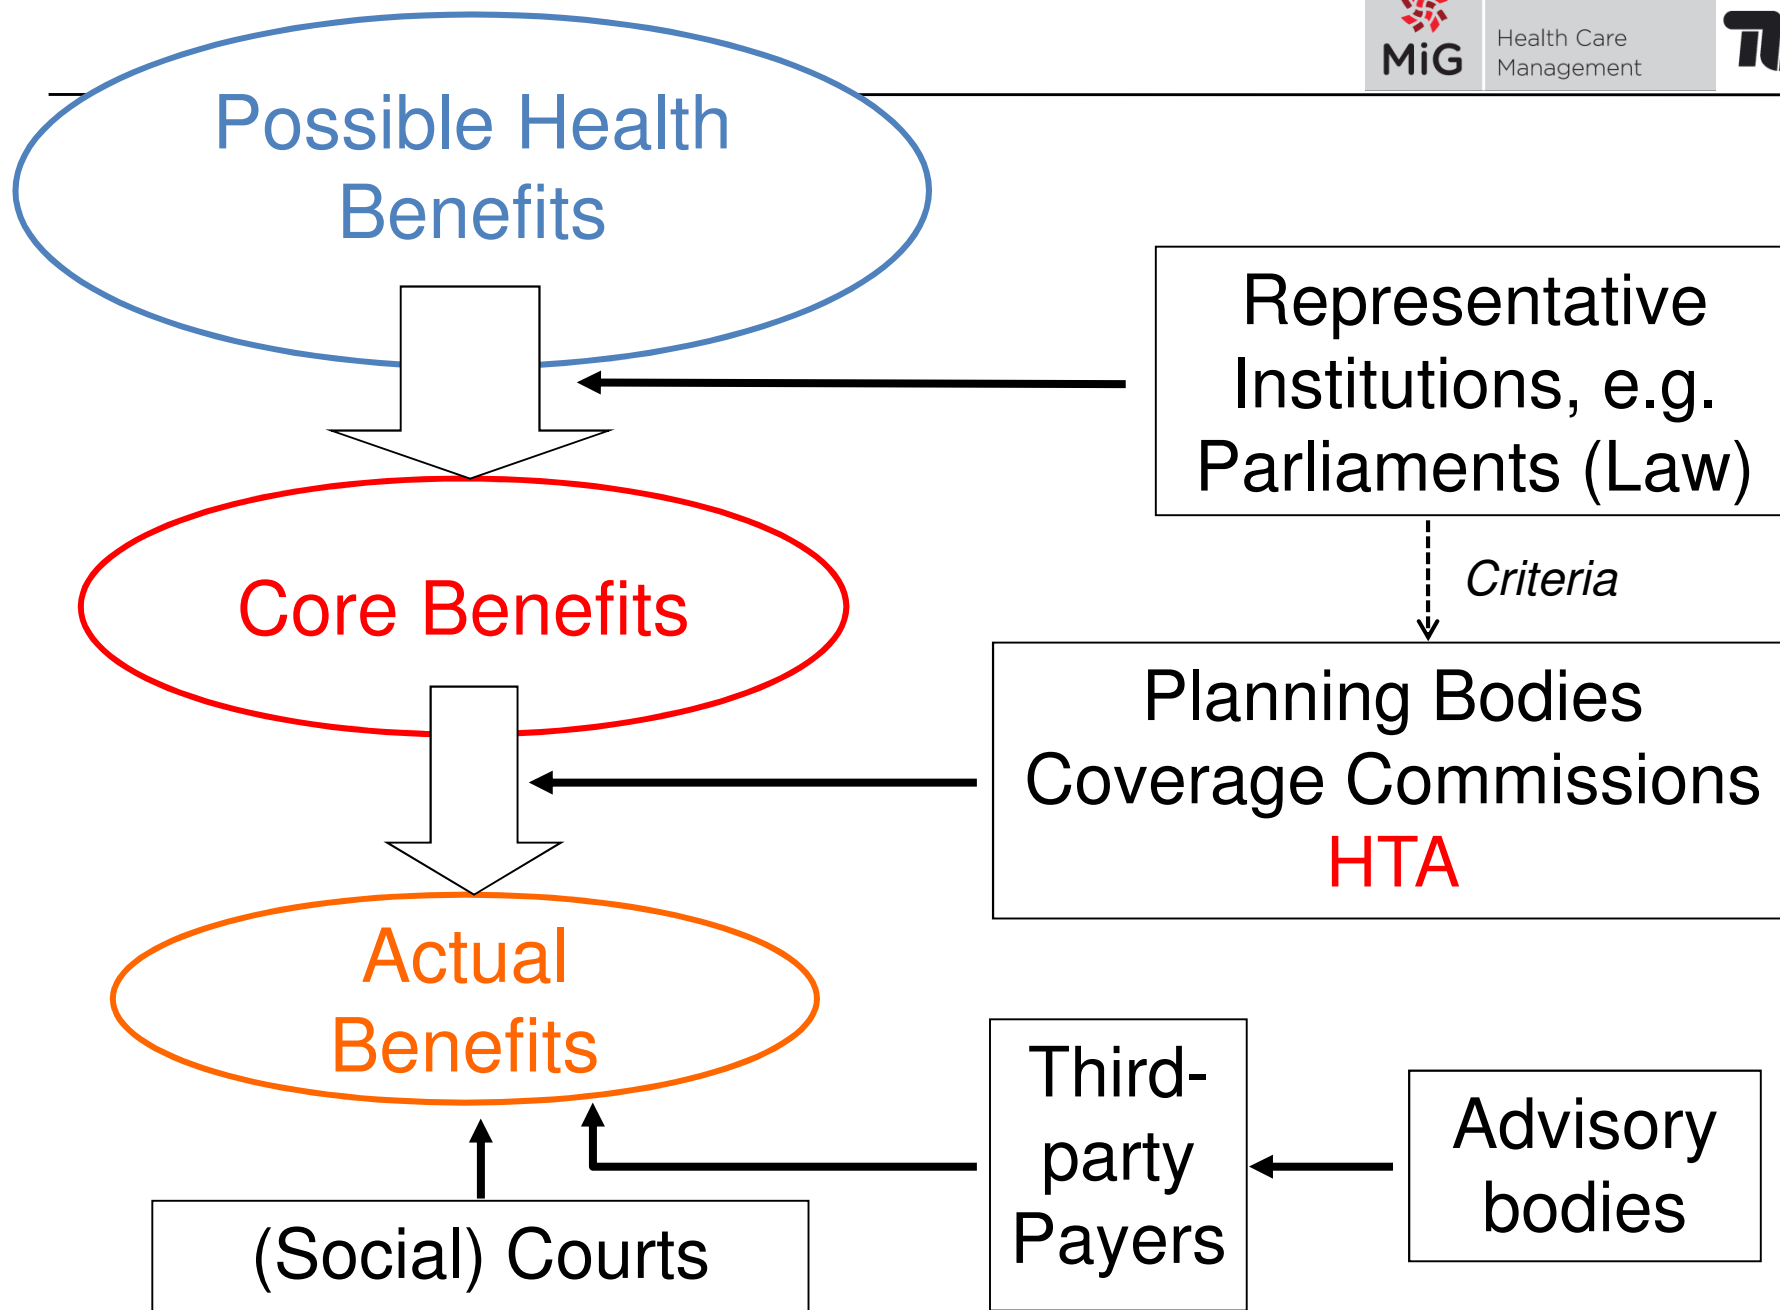 MiG
Health Care
Management
Possible Health
Benefits
Representative
Institutions, e.g.
Parliaments (Law)
Criteria
Core Benefits
Planning Bodies
Coverage Commissions
HTA
Actual
Benefits
Third-
party
Payers
Advisory
bodies
(Social) Courts